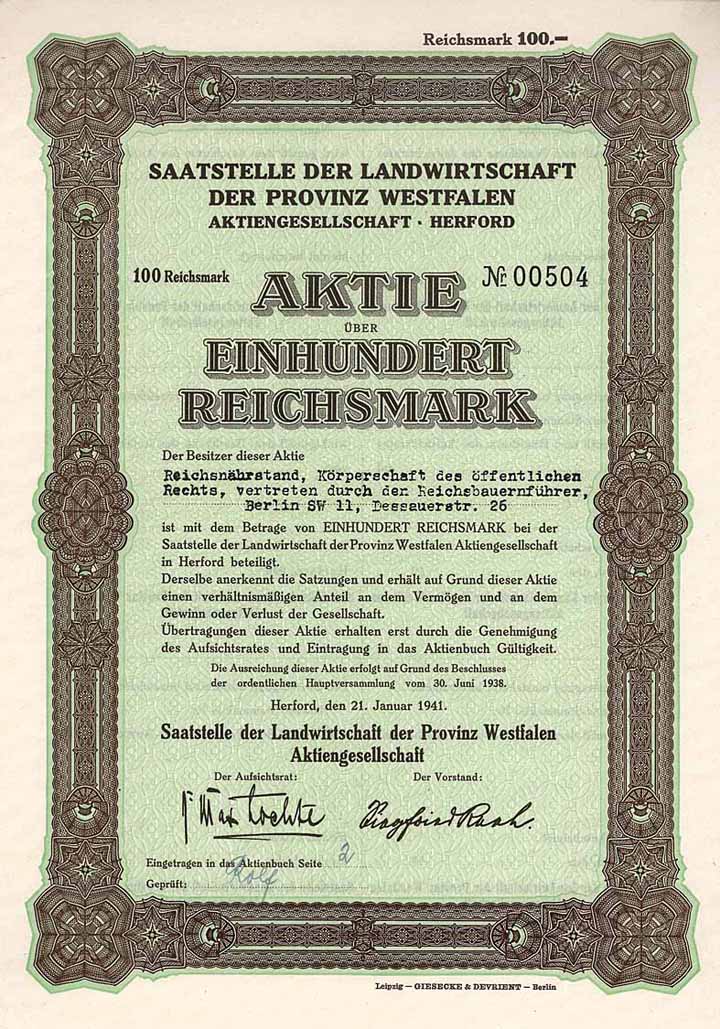 Reichsmark 100.—
SAATSTELLE DER LANDWIRTSCHAFT
DER PROVINZ WESTFALEN
AKTIENGESELLSCHAFT · HERFORD
100 Reichsmark
AKTIE
№ 00504
ÜBER
EINHUNDERT
REICHSMARK
Der Besitzer dieser Aktie
Reichsnährstand, Körperschaft des öffentlichen
Rechts, vertreten durch den Reichsbauernführer,
Berlin SW 11, Dessauerstr. 26
ist mit dem Betrage von EINHUNDERT REICHSMARK bei der
Saatstelle der Landwirtschaft der Provinz Westfalen Aktiengesellschaft
in Herford beteiligt.
Derselbe anerkennt die Satzungen und erhält auf Grund dieser Aktie
einen verhältnismäßigen Anteil an dem Vermögen und an dem
Gewinn oder Verlust der Gesellschaft.
Übertragungen dieser Aktie erhalten erst durch die Genehmigung
des Aufsichtsrates und Eintragung in das Aktienbuch Gültigkeit.
Die Ausreichung dieser Aktie erfolgt auf Grund des Beschlusses
der ordentlichen Hauptversammlung vom 30. Juni 1938.
Herford, den 21. Januar 1941.
Saatstelle der Landwirtschaft der Provinz Westfalen
Aktiengesellschaft
Der Aufsichtsrat:
Der Vorstand:
Max
Eingetragen in das Aktienbuch Seite 2
Geprüft:
Leipzig — GIESECKE & DEVRIENT — Berlin